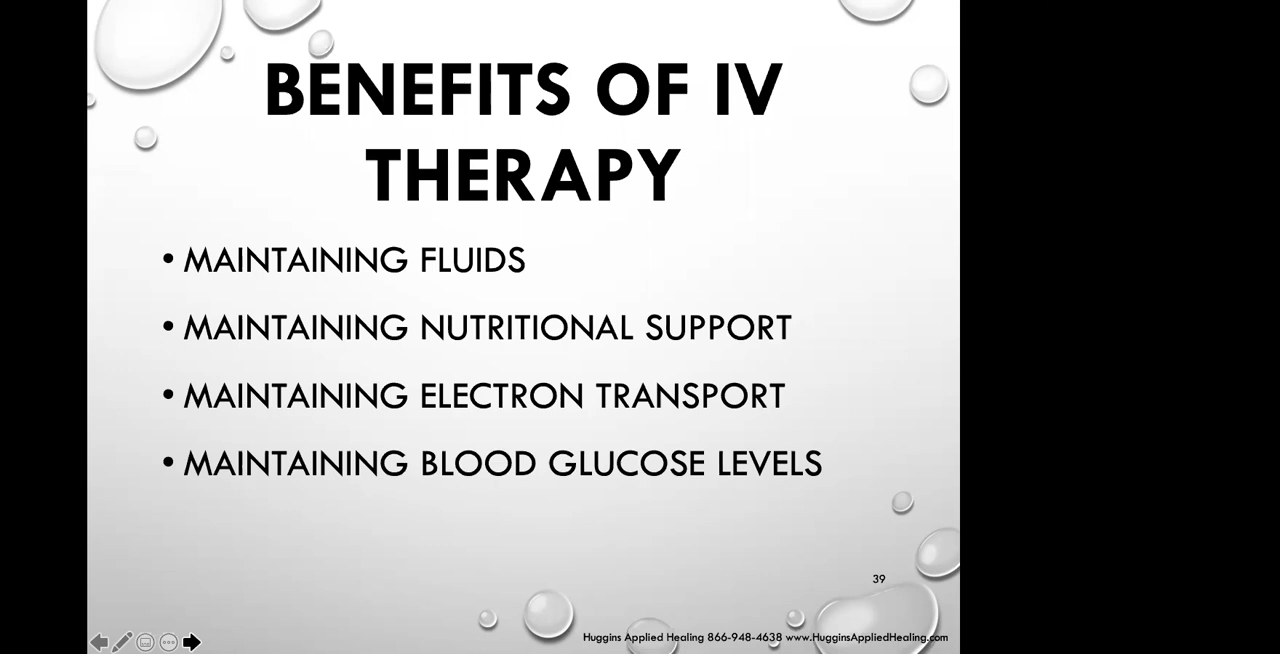 BENEFITS OF IV
THERAPY
• MAINTAINING FLUIDS
• MAINTAINING NUTRITIONAL SUPPORT
• MAINTAINING ELECTRON TRANSPORT
• MAINTAINING BLOOD GLUCOSE LEVELS
39
Huggins Applied Healing 866-948-4638 www.HugginsAppliedHealing.com